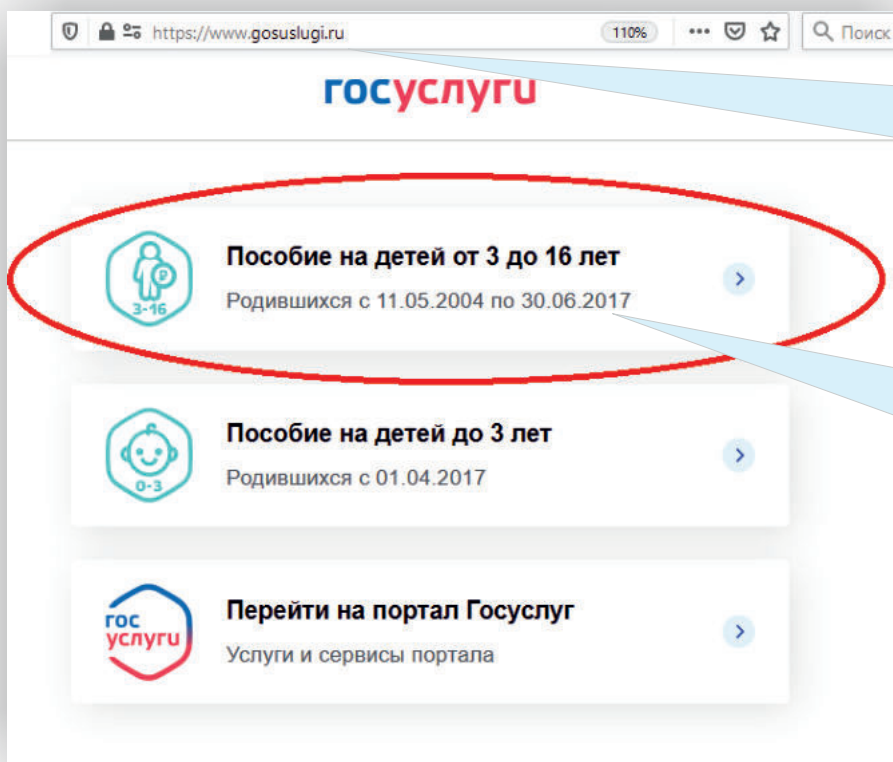 https://www.gosuslugi.ru
110%
Поиск
госуслуги
Пособие на детей от 3 до 16 лет
Родившихся с 11.05.2004 по 30.06.2017
3-16
Пособие на детей до 3 лет
Родившихся с 01.04.2017
0-3
гос
услуги
Перейти на портал Госуслуг
Услуги и сервисы портала